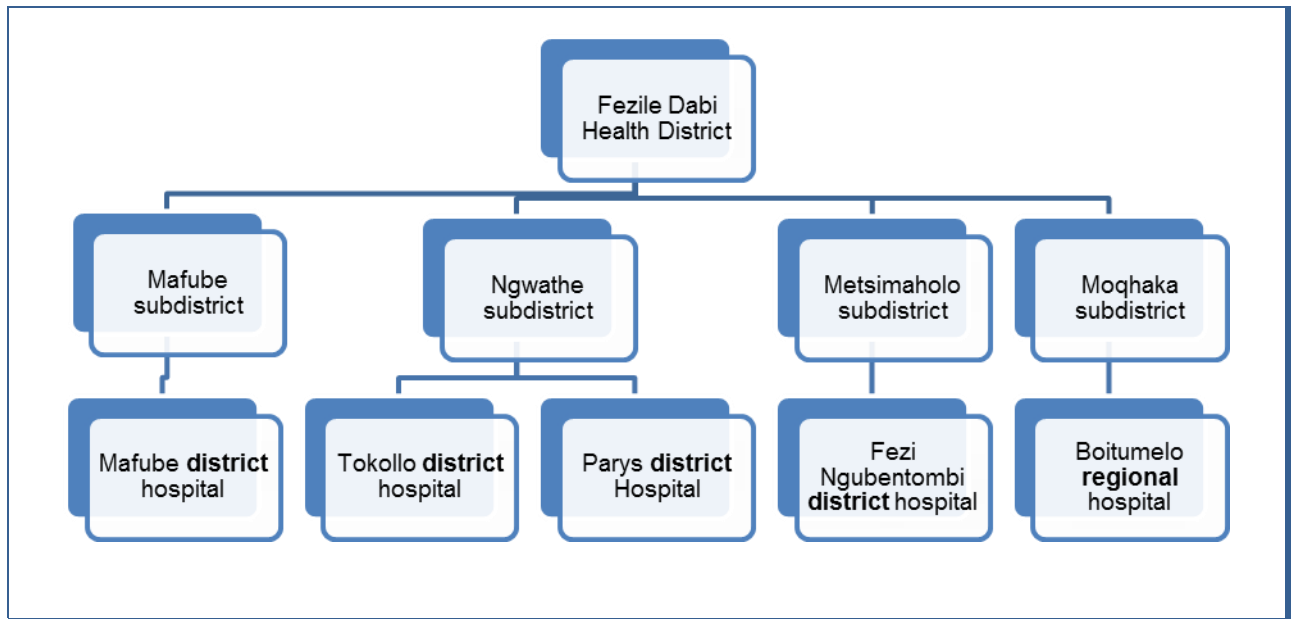 Fezile Dabi
Health District
Mafube
subdistrict
Ngwathe
subdistrict
Metsimaholo
subdistrict
Moqhaka
subdistrict
Mafube district
hospital
Tokollo district
hospital
Parys district
Hospital
Fezi
Ngubentombi
district hospital
Boitumelo
regional
hospital